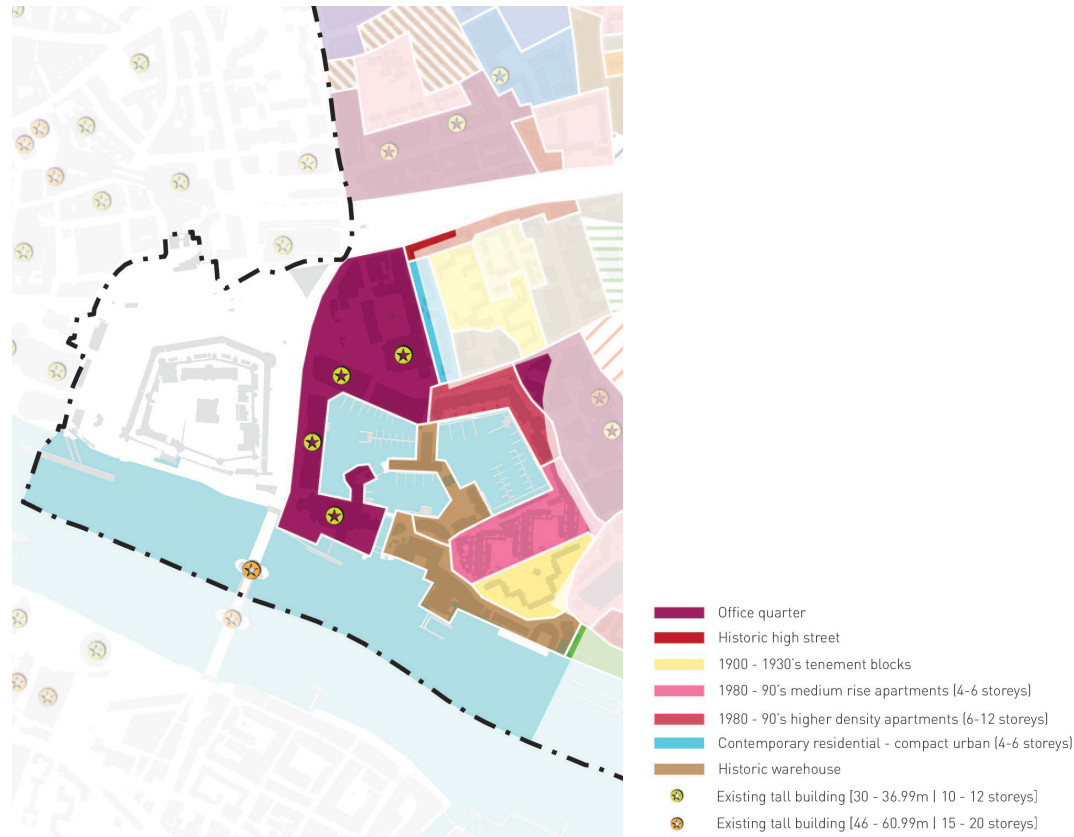 Office quarter
Historic high street
1900 - 1930's tenement blocks
1980 - 90's medium rise apartments (4-6 storeys)
1980 - 90's higher density apartments (6-12 storeys)
Contemporary residential - compact urban (4-6 storeys)
Historic warehouse
Existing tall building [30 - 36.99m | 10 - 12 storeys]
Existing tall building [46 - 60.99m | 15 - 20 storeys]